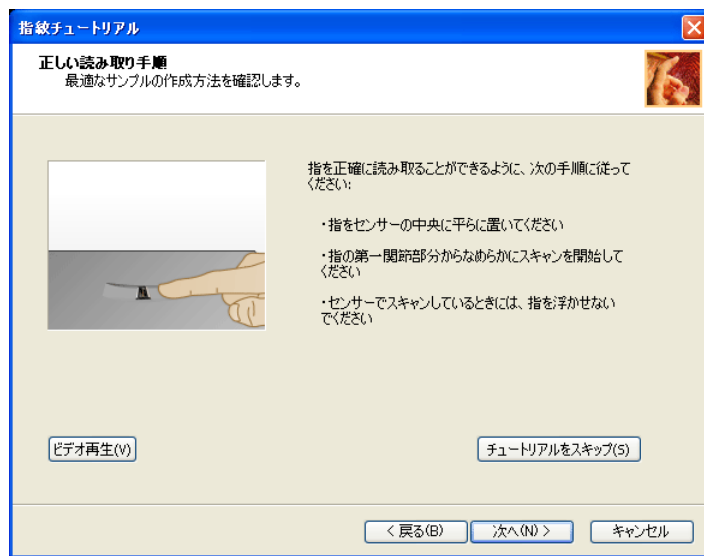 指紋チュートリアル
正しい読み取り手順
最適なサンプルの作成方法を確認します。
指を正確に読み取ることができるように、次の手順に従って
ください:
・指をセンサーの中央に平らに置いてください
・指の第一関節部分からなめらかにスキャンを開始して
ください
・センサーでスキャンしているときには、指を浮かせない
でください
ビデオ再生(V)
チュートリアルをスキップ(S)
< 戻る(B)
次へ(N) >
キャンセル